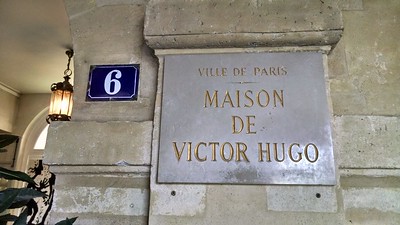 6
VILLE DE PARIS
MAISON
DE
VICTOR HUGO